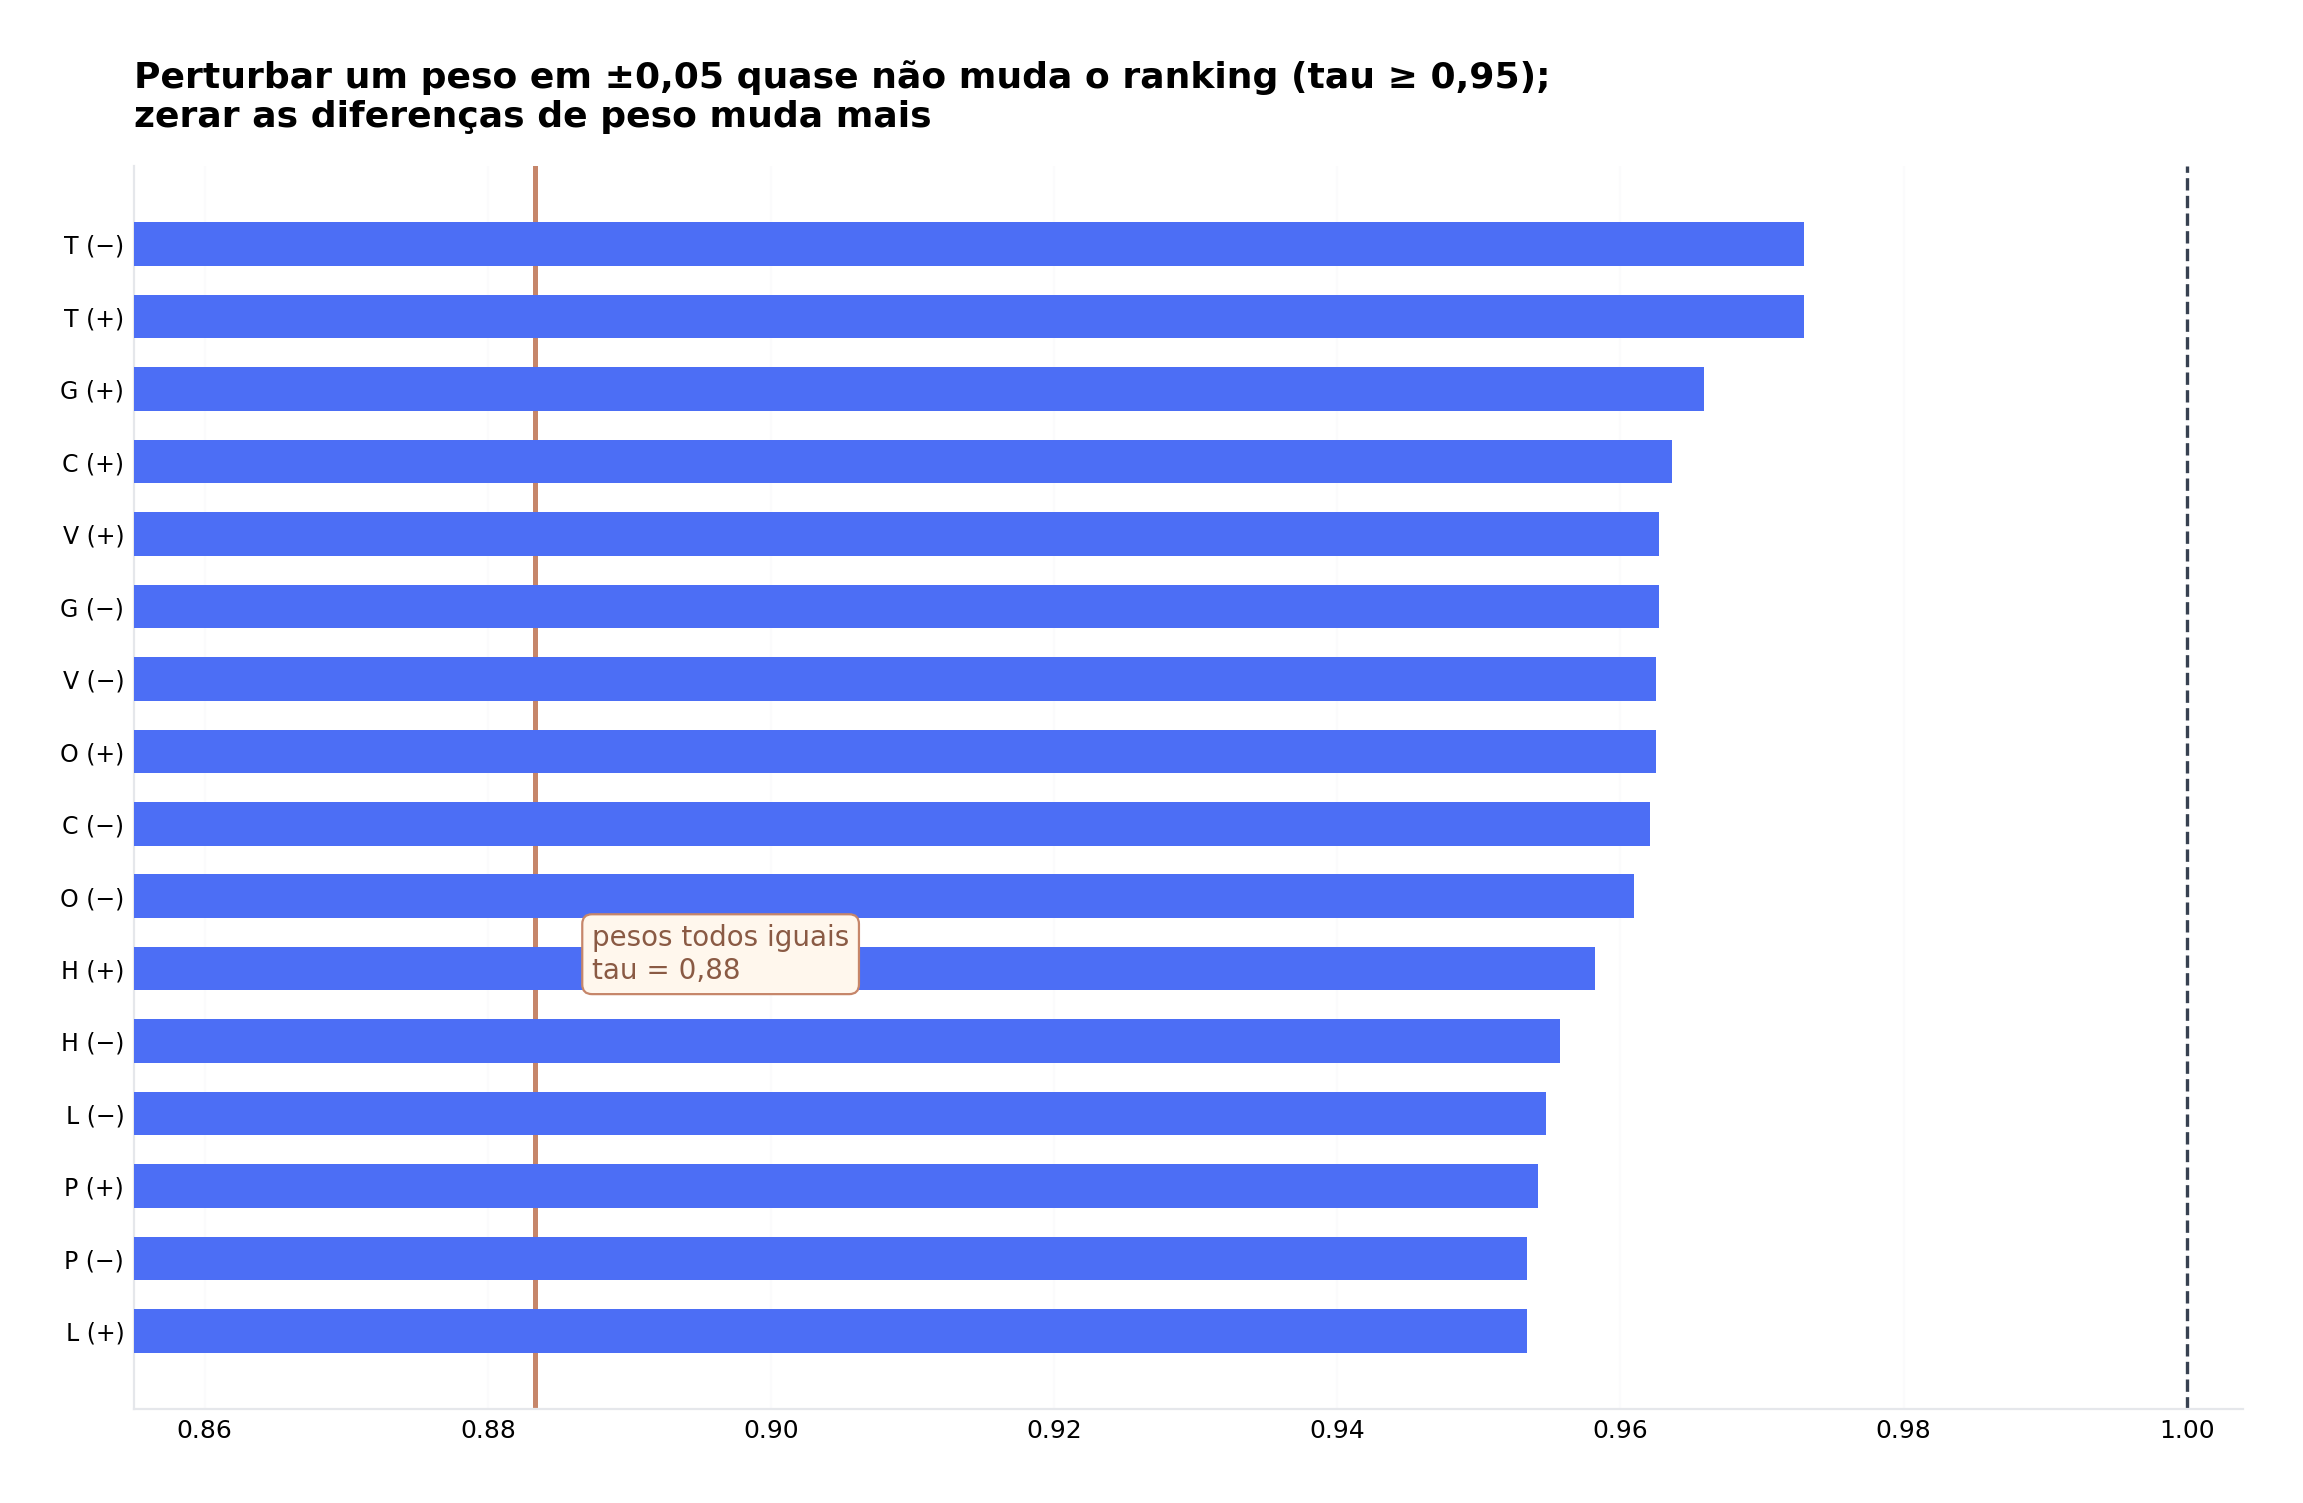 Perturbar um peso em ±0,05 quase não muda o ranking (tau ≥ 0,95);
zerar as diferenças de peso muda mais
T (−)
T (+)
G (+)
C (+)
V (+)
G (−)
V (−)
O (+)
C (−)
O (−)
pesos todos iguais
tau = 0,88
H (+)
H (−)
L (−)
P (+)
P (−)
L (+)
0.86 0.88 0.90 0.92 0.94 0.96 0.98 1.00